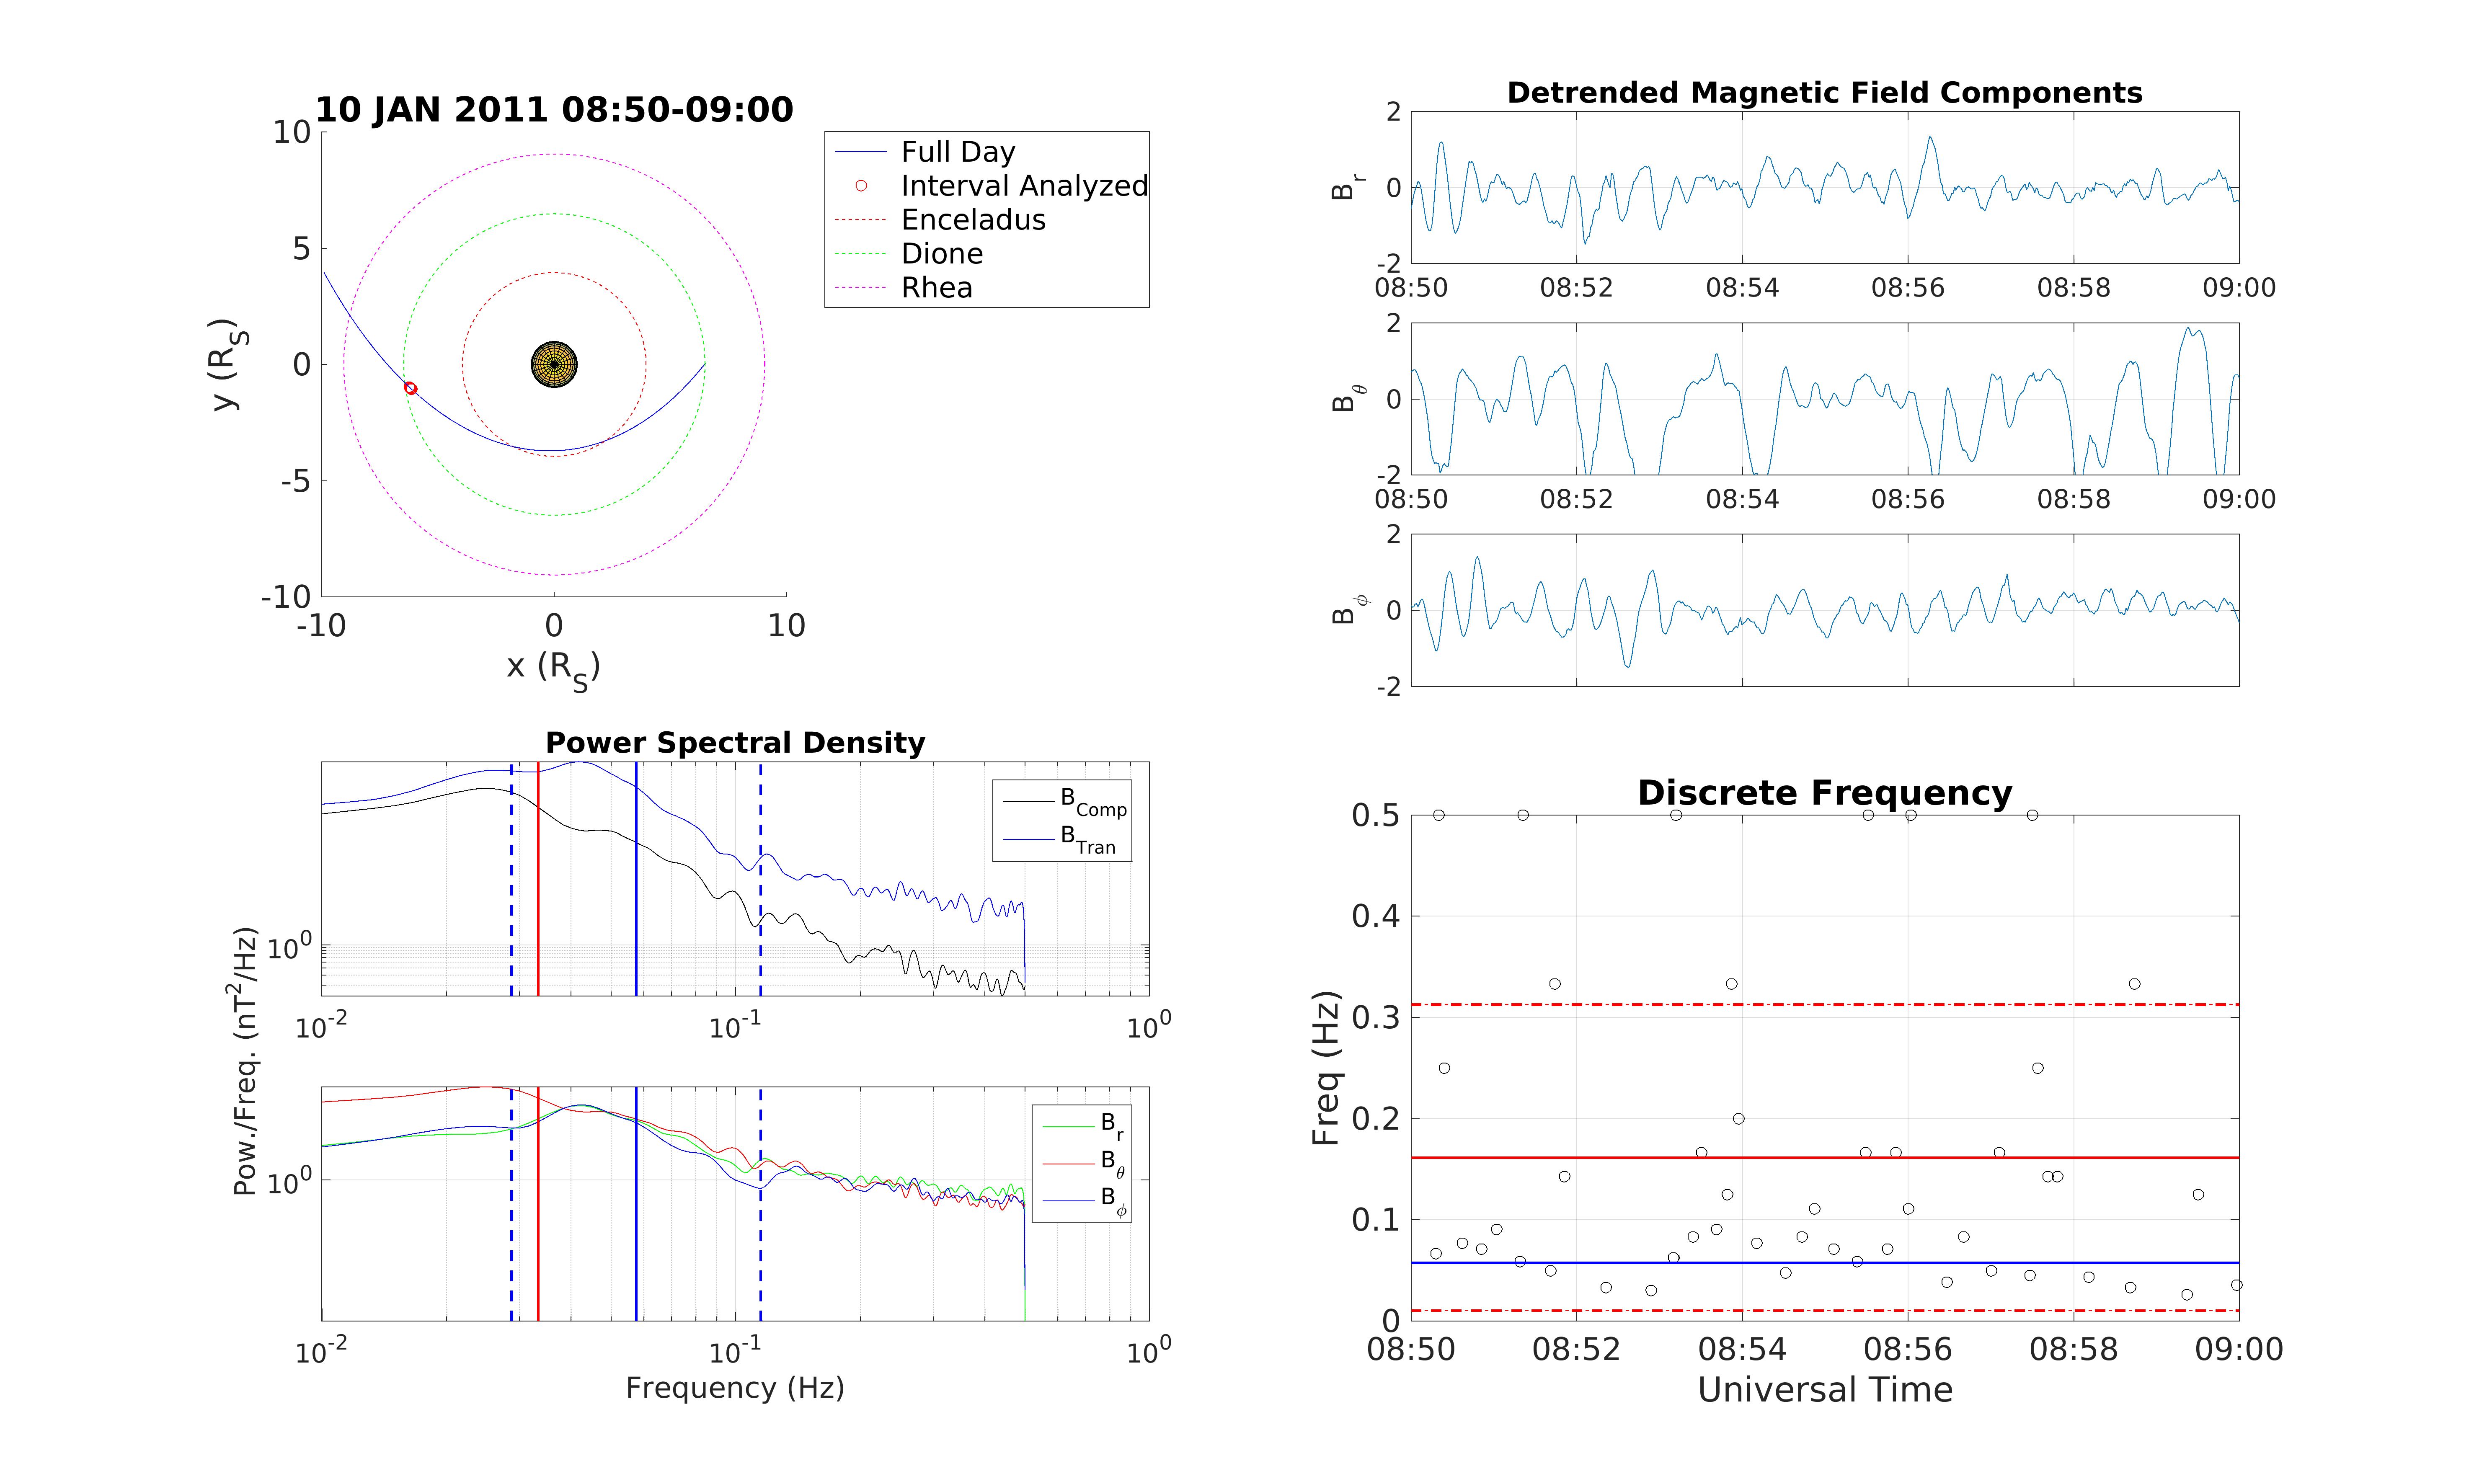 10 JAN 2011 08:50-09:00
10
5
0
-5
-10
-10 0 10
y (R_S)
x (R_S)
Full Day
Interval Analyzed
Enceladus
Dione
Rhea
Detrended Magnetic Field Components
2
0
-2
B_r
08:50 08:52 08:54 08:56 08:58 09:00
2
0
-2
B_θ
08:50 08:52 08:54 08:56 08:58 09:00
2
0
-2
B_ϕ
Power Spectral Density
10^0
B_Comp
B_Tran
10^-2 10^-1 10^0
Pow./Freq. (nT^2/Hz)
10^0
B_r
B_θ
B_ϕ
10^-2 10^-1 10^0
Frequency (Hz)
Discrete Frequency
0.5
0.4
0.3
0.2
0.1
0
Freq (Hz)
08:50 08:52 08:54 08:56 08:58 09:00
Universal Time